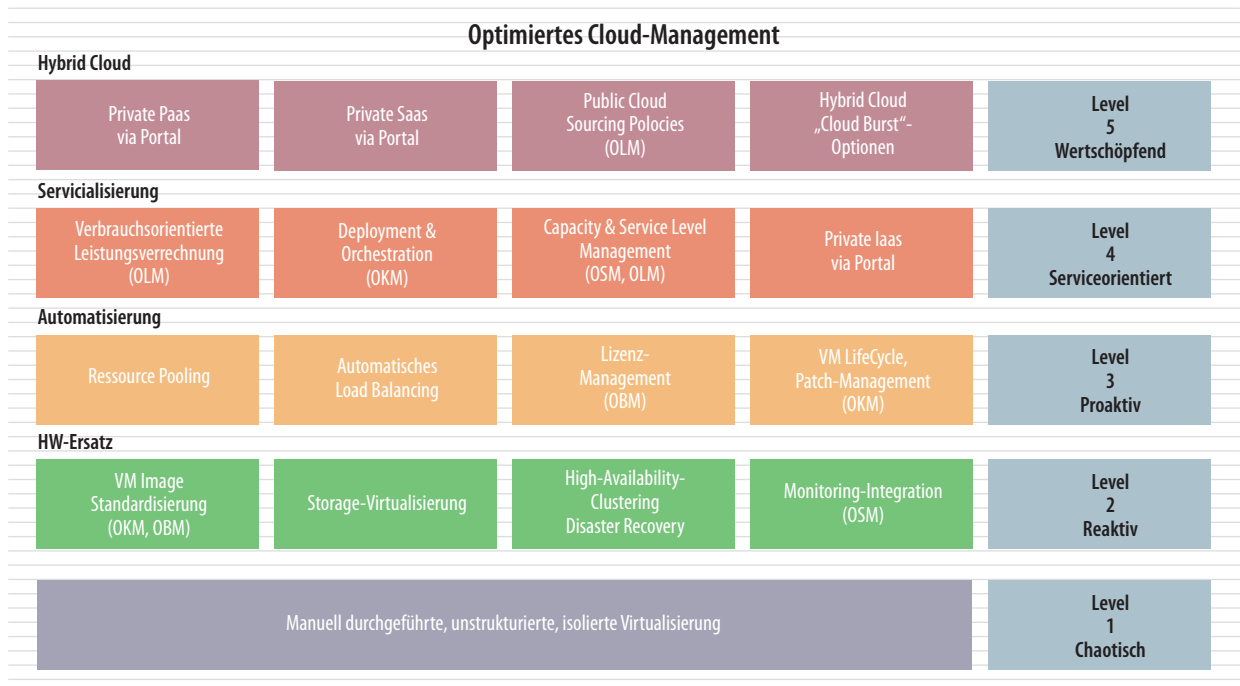 Optimiertes Cloud-Management
Hybrid Cloud
Private Paas
via Portal
Private Saas
via Portal
Public Cloud
Sourcing Polocies
(OLM)
Hybrid Cloud
„Cloud Burst“-
Optionen
Level
5
Wertschöpfend
Servicialisierung
Verbrauchsorientierte
Leistungsverrechnung
(OLM)
Deployment &
Orchestration
(OKM)
Capacity & Service Level
Management
(OSM, OLM)
Private Iaas
via Portal
Level
4
Serviceorientiert
Automatisierung
Ressource Pooling
Automatisches
Load Balancing
Lizenz-
Management
(OBM)
VM LifeCycle,
Patch-Management
(OKM)
Level
3
Proaktiv
HW-Ersatz
VM Image
Standardisierung
(OKM, OBM)
Storage-Virtualisierung
High-Availability-
Clustering
Disaster Recovery
Monitoring-Integration
(OSM)
Level
2
Reaktiv
Manuell durchgeführte, unstrukturierte, isolierte Virtualisierung
Level
1
Chaotisch